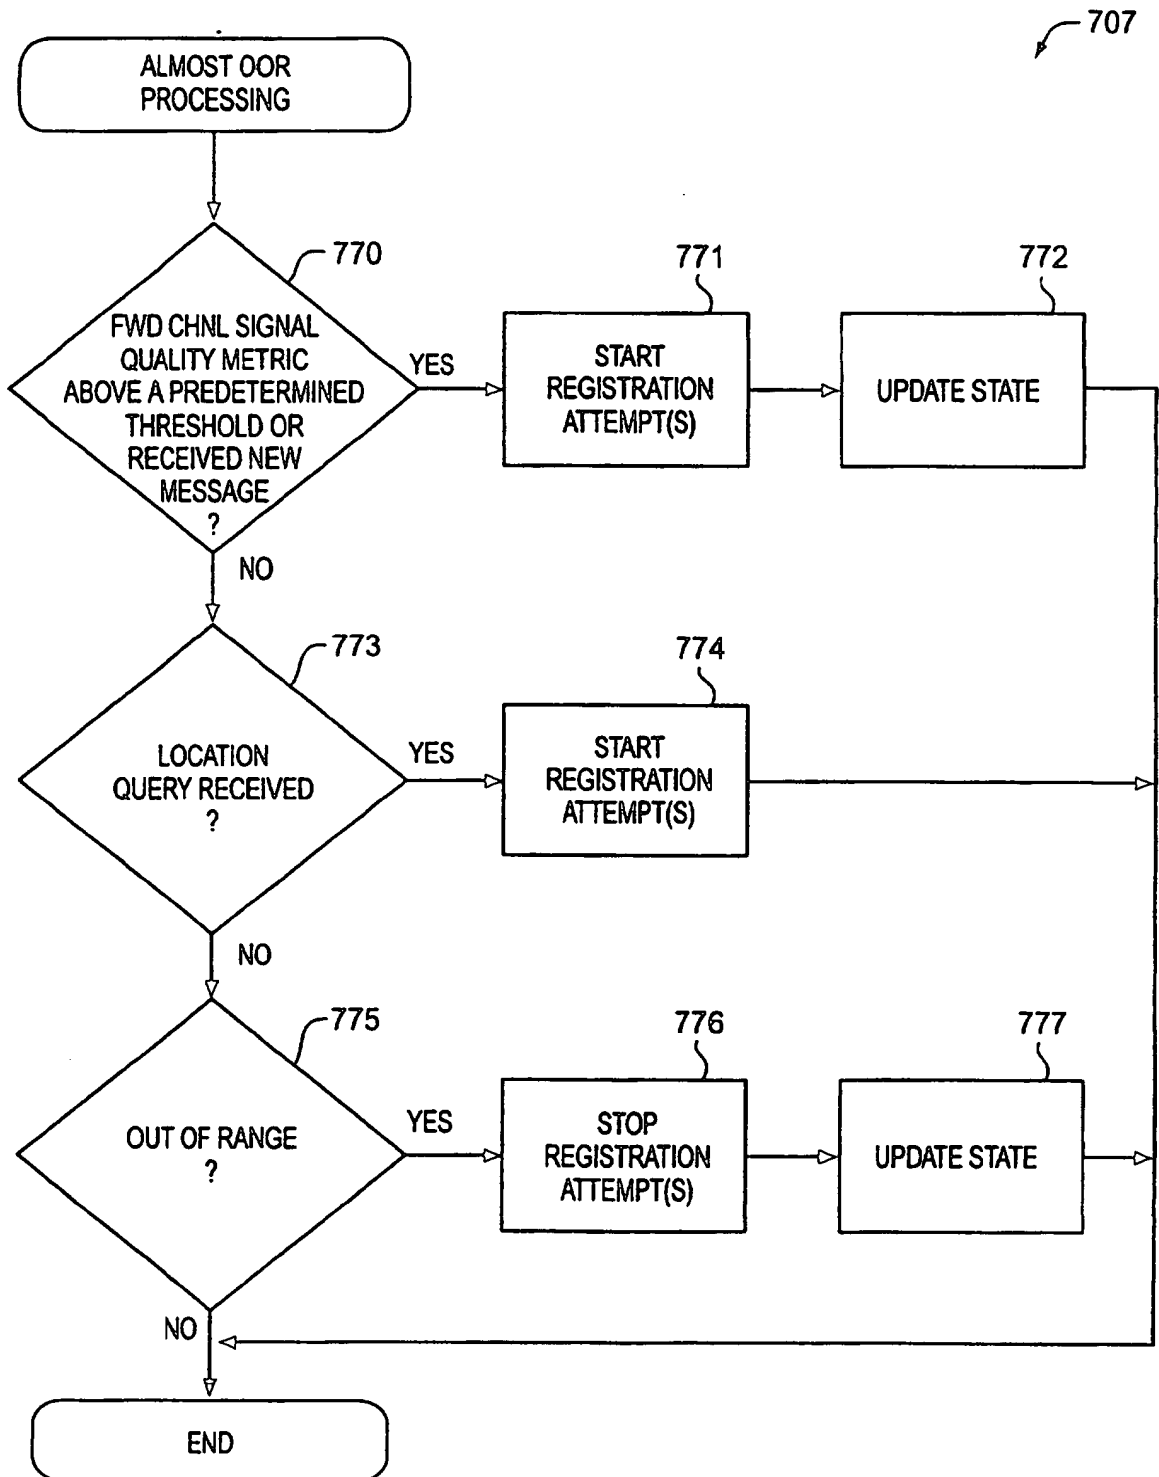 707
ALMOST OOR
PROCESSING
770
FWD CHNL SIGNAL
QUALITY METRIC
ABOVE A PREDETERMINED
THRESHOLD OR
RECEIVED NEW
MESSAGE
?
YES
771
START
REGISTRATION
ATTEMPT(S)
772
UPDATE STATE
NO
773
LOCATION
QUERY RECEIVED
?
YES
774
START
REGISTRATION
ATTEMPT(S)
NO
775
OUT OF RANGE
?
YES
776
STOP
REGISTRATION
ATTEMPT(S)
777
UPDATE STATE
NO
END